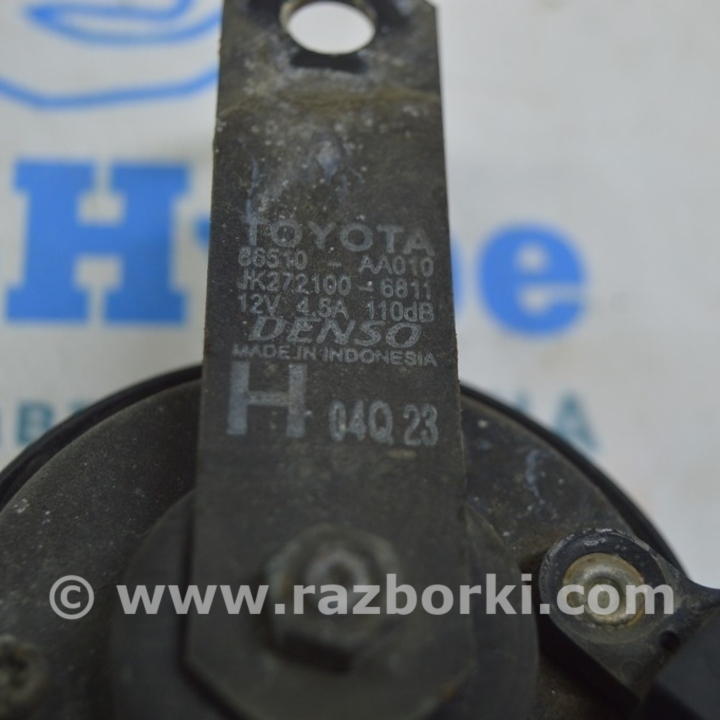 TOYOTA
86510 - AA010
JK272100-6811
12V 4.5A 110dB
DENSO
MADE IN INDONESIA
H 04Q 23
© www.razborki.com